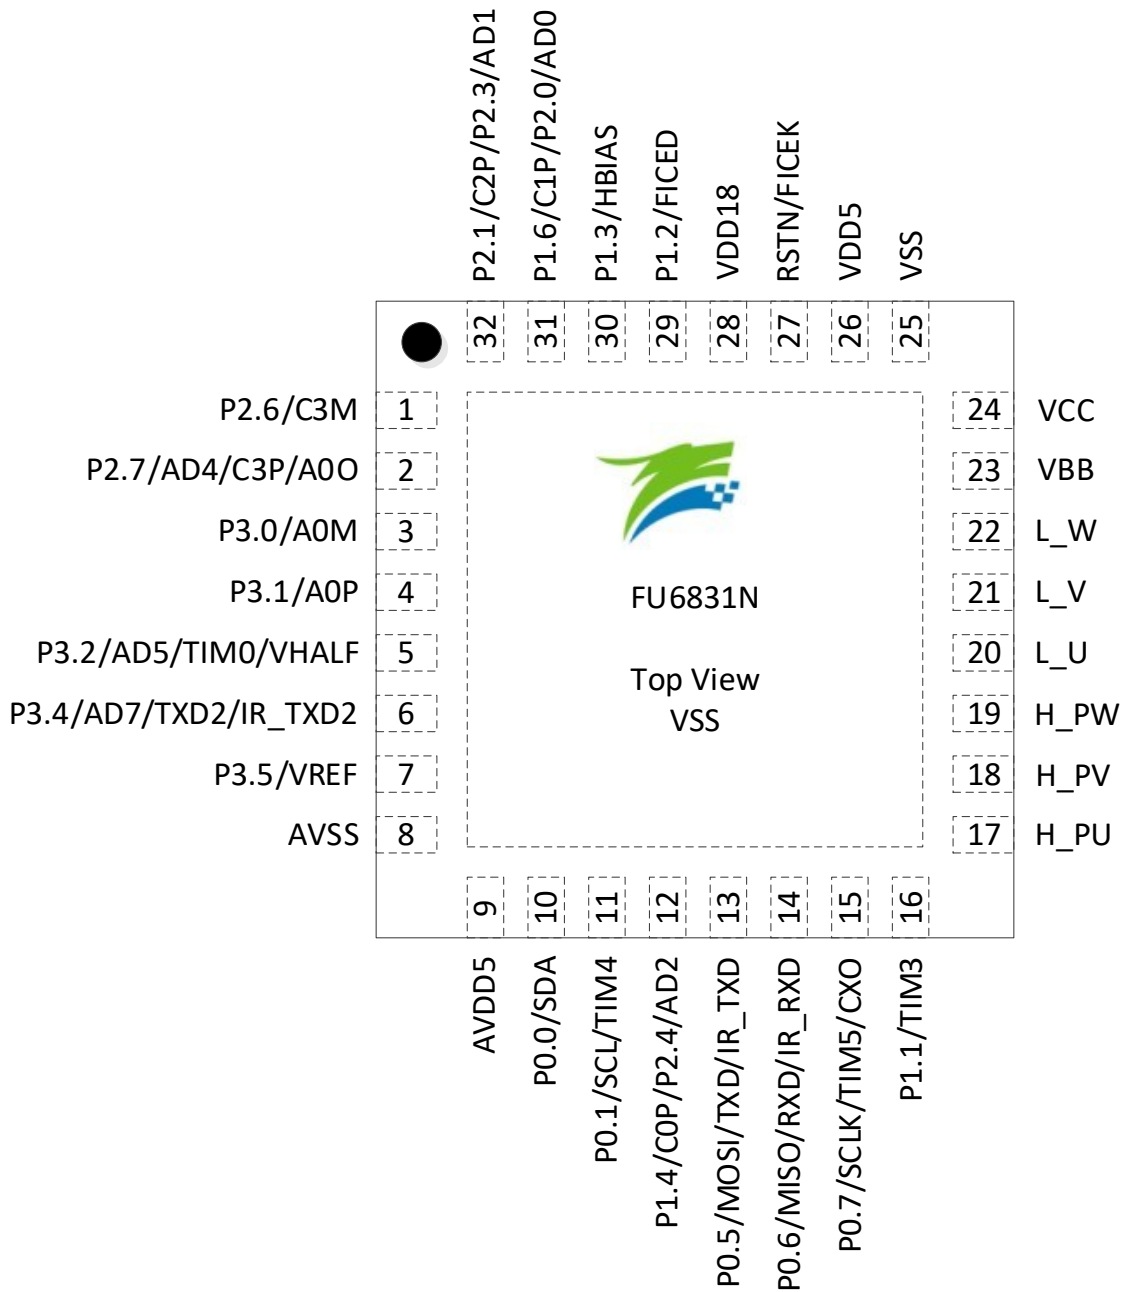 P2.1/C2P/P2.3/AD1
P1.6/C1P/P2.0/AD0
P1.3/HBIAS
P1.2/FICED
VDD18
RSTN/FICEK
VDD5
VSS
32
31
30
29
28
27
26
25
P2.6/C3M 1
P2.7/AD4/C3P/A0O 2
P3.0/A0M 3
P3.1/A0P 4
P3.2/AD5/TIM0/VHALF 5
P3.4/AD7/TXD2/IR_TXD2 6
P3.5/VREF 7
AVSS 8
FU6831N
Top View
VSS
24 VCC
23 VBB
22 L_W
21 L_V
20 L_U
19 H_PW
18 H_PV
17 H_PU
9
10
11
12
13
14
15
16
AVDD5
P0.0/SDA
P0.1/SCL/TIM4
P1.4/C0P/P2.4/AD2
P0.5/MOSI/TXD/IR_TXD
P0.6/MISO/RXD/IR_RXD
P0.7/SCLK/TIM5/CXO
P1.1/TIM3